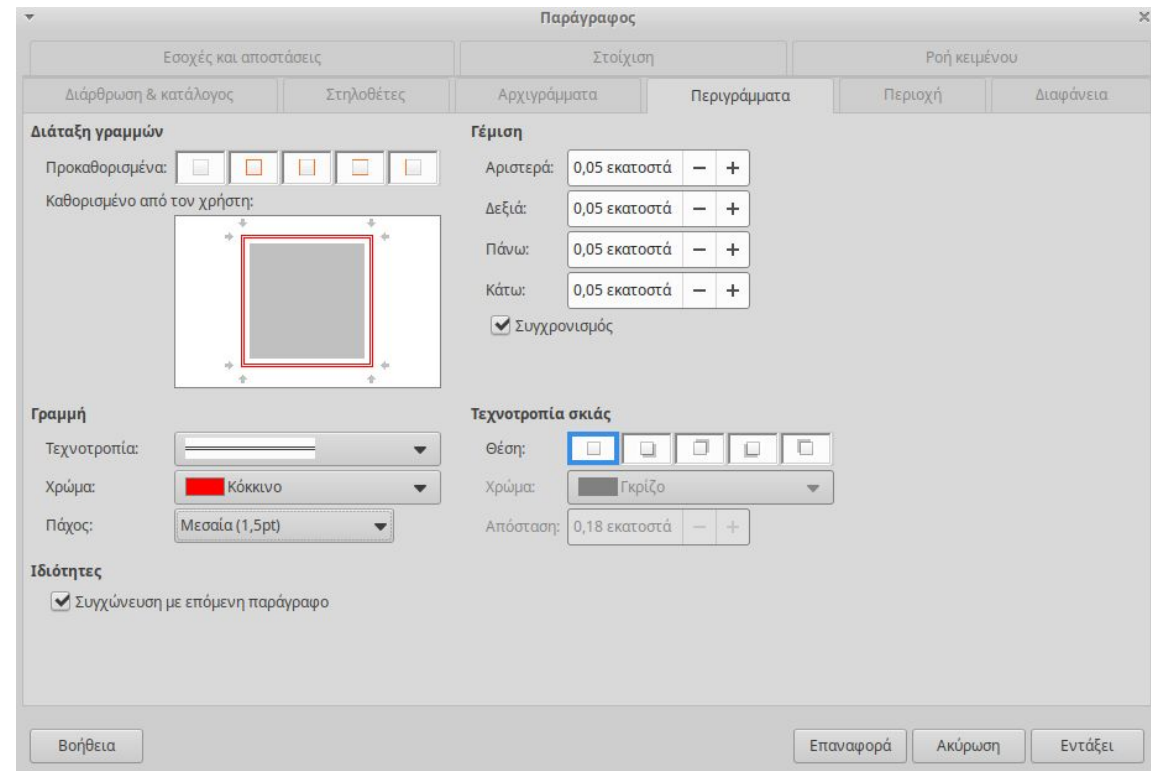 Παράγραφος
Εσοχές και αποστάσεις Στοίχιση Ροή κειμένου
Διάρθρωση & κατάλογος Στηλοθέτες Αρχιγράμματα Περιγράμματα Περιοχή Διαφάνεια
Διάταξη γραμμών
Προκαθορισμένα:
Καθορισμένο από τον χρήστη:
Γέμιση
Αριστερά: 0,05 εκατοστά
Δεξιά: 0,05 εκατοστά
Πάνω: 0,05 εκατοστά
Κάτω: 0,05 εκατοστά
Συγχρονισμός
Γραμμή
Τεχνοτροπία:
Χρώμα: Κόκκινο
Πάχος: Μεσαία (1,5pt)
Τεχνοτροπία σκιάς
Θέση:
Χρώμα: Γκρίζο
Απόσταση: 0,18 εκατοστά
Ιδιότητες
Συγχώνευση με επόμενη παράγραφο
Βοήθεια Επαναφορά Ακύρωση Εντάξει